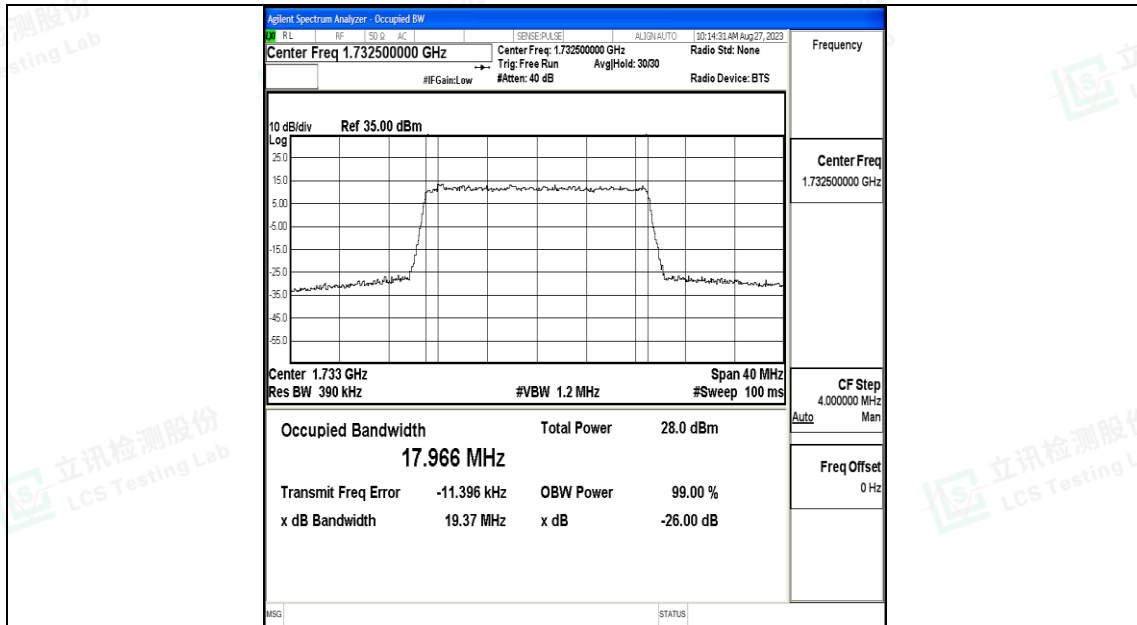 Agilent Spectrum Analyzer - Occupied BW
LXI RL RF 50 Ω AC SENSE:PULSE ALIGN AUTO 10:14:31 AM Aug 27, 2023
Center Freq 1.732500000 GHz
Center Freq: 1.732500000 GHz Radio Std: None
Trig: Free Run Avg|Hold: 30/30
#IFGain:Low #Atten: 40 dB Radio Device: BTS
Frequency
10 dB/div Ref 35.00 dBm
Log
25.0
15.0
5.00
-5.00
-15.0
-25.0
-35.0
-45.0
-55.0
Center Freq
1.732500000 GHz
Center 1.733 GHz Span 40 MHz
Res BW 390 kHz #VBW 1.2 MHz #Sweep 100 ms
CF Step
4.000000 MHz
Auto Man
Occupied Bandwidth Total Power 28.0 dBm
17.966 MHz
Transmit Freq Error -11.396 kHz OBW Power 99.00 %
x dB Bandwidth 19.37 MHz x dB -26.00 dB
Freq Offset
0 Hz
MSG STATUS
立讯检测股份
LCS Testing Lab
立讯检测股份
LCS Testing L
测股份
esting Lab
立